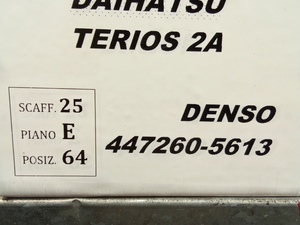 DAIHATSU
TERIOS 2A
SCAFF. 25
PIANO E
POSIZ. 64
DENSO
447260-5613